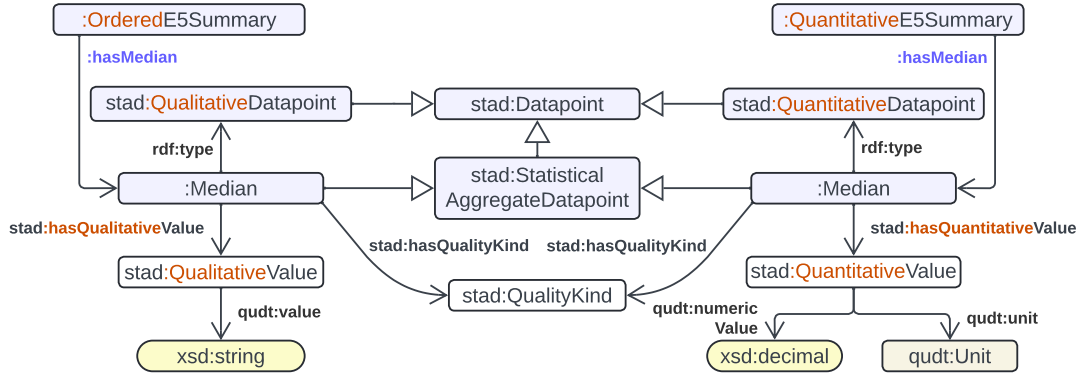 :OrderedE5Summary
:QuantitativeE5Summary
:hasMedian
:hasMedian
stad:QualitativeDatapoint
stad:Datapoint
stad:QuantitativeDatapoint
rdf:type
rdf:type
:Median
stad:Statistical
AggregateDatapoint
:Median
stad:hasQualitativeValue
stad:hasQualityKind
stad:hasQualityKind
stad:hasQuantitativeValue
stad:QualitativeValue
stad:QualityKind
stad:QuantitativeValue
qudt:value
qudt:numeric
Value
qudt:unit
xsd:string
xsd:decimal
qudt:Unit